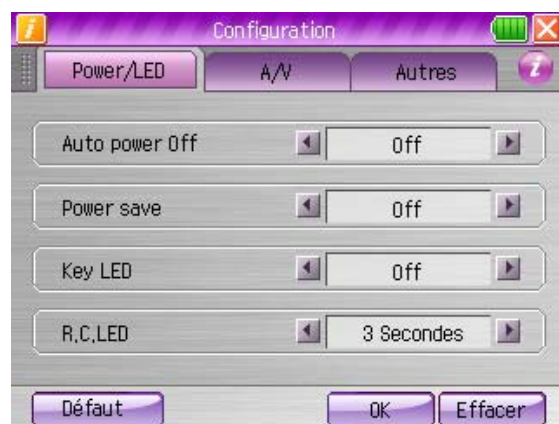 Configuration
Power/LED
A/V
Autres
Auto power Off
Off
Power save
Off
Key LED
Off
R,C,LED
3 Secondes
Défaut
OK
Effacer